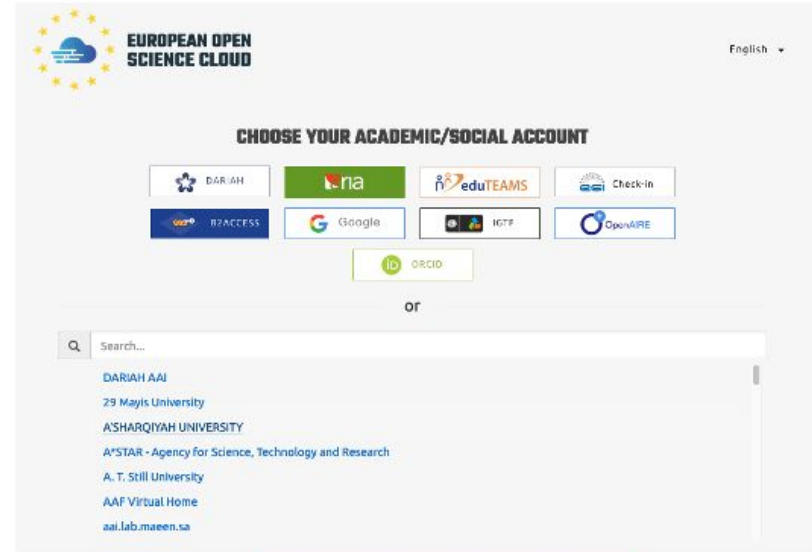 EUROPEAN OPEN
SCIENCE CLOUD
English
CHOOSE YOUR ACADEMIC/SOCIAL ACCOUNT
DARIAH
ria
eduTEAMS
Check-in
B2ACCESS
Google
IGTF
OpenAIRE
iD ORCID
or
Search...
DARIAH AAI
29 Mayis University
A'SHARQIYAH UNIVERSITY
A*STAR - Agency for Science, Technology and Research
A. T. Still University
AAF Virtual Home
aai.lab.maeen.sa